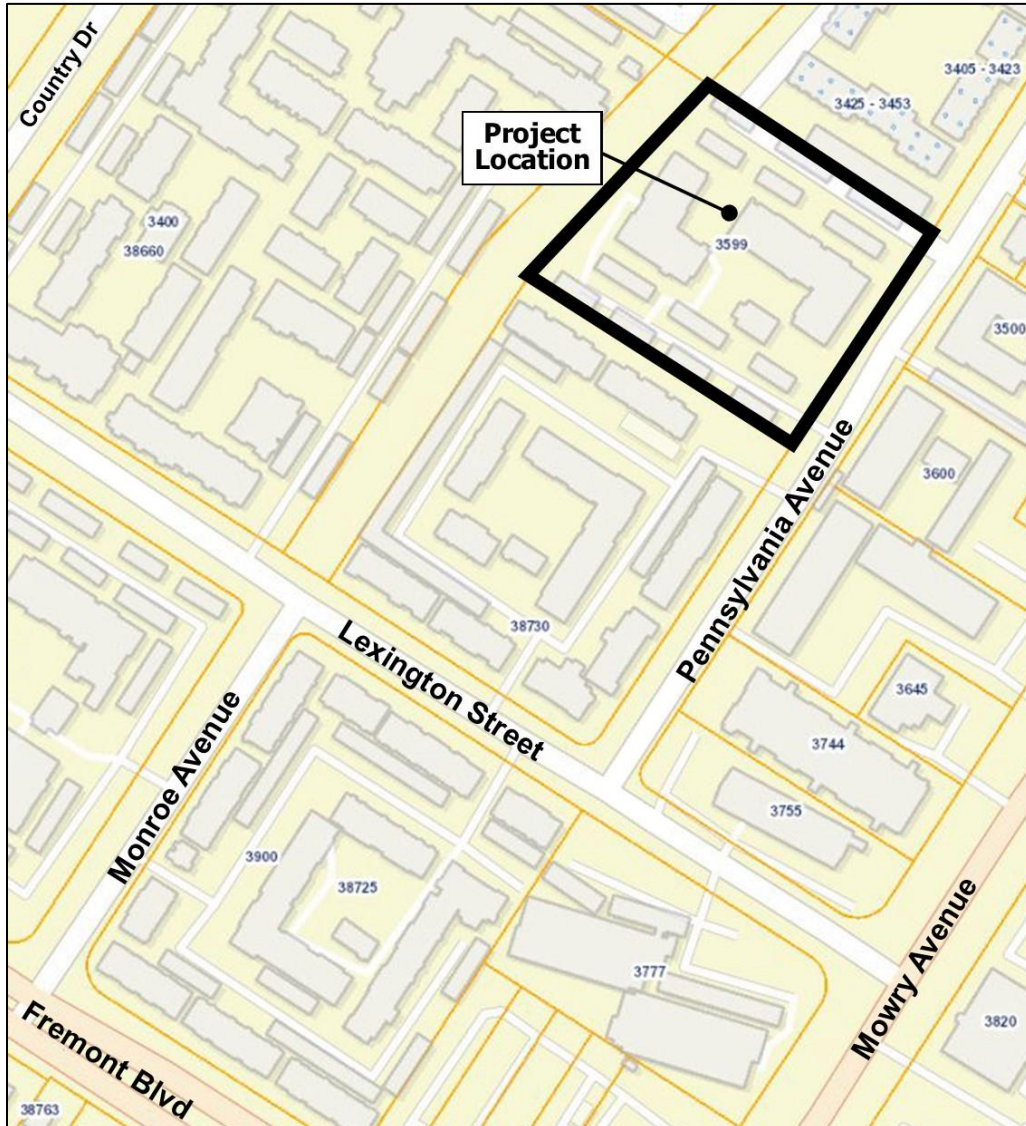 Country Dr
3405 - 3423
3425 - 3453
Project
Location
3400
38660
3599
3500
3600
Pennsylvania Avenue
38730
Lexington Street
3645
3744
3755
Monroe Avenue
3900
38725
3777
Mowry Avenue
3820
Fremont Blvd
38763